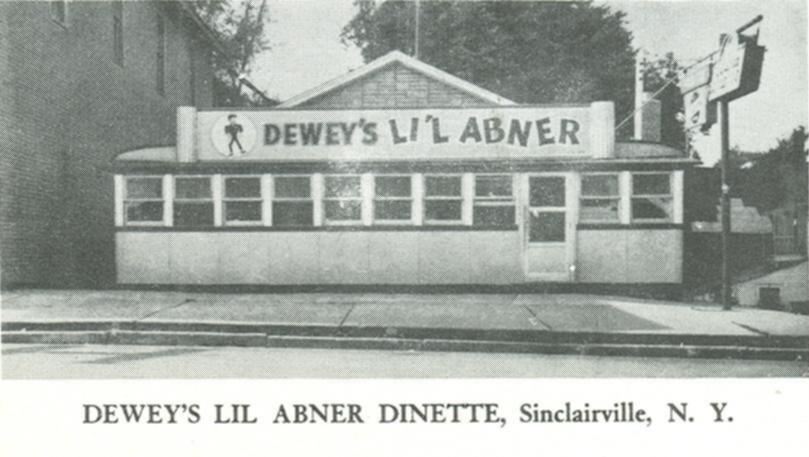 DEWEY'S LI'L ABNER
DEWEY'S LIL ABNER DINETTE, Sinclairville, N. Y.